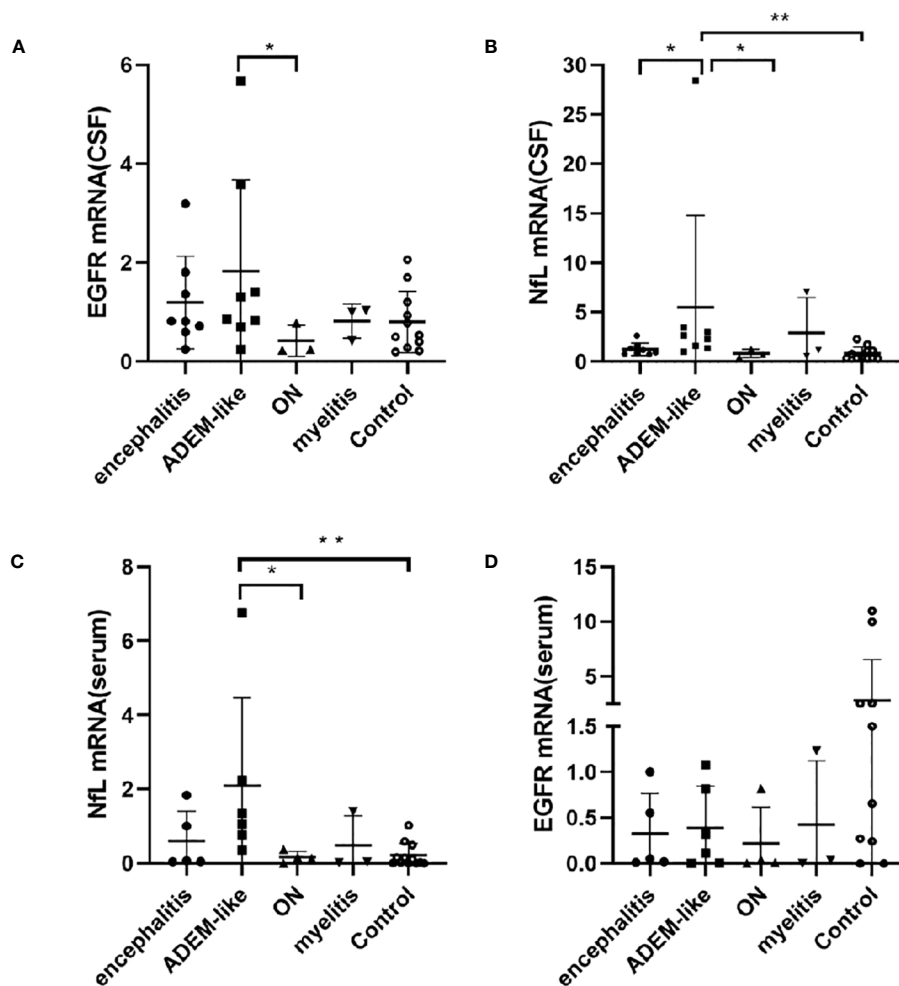 A
*
EGFR mRNA(CSF)
6
4
2
0
encephalitis
ADEM-like
ON
myelitis
Control
B
**
*
*
NfL mRNA(CSF)
30
25
20
15
10
5
0
encephalitis
ADEM-like
ON
myelitis
Control
C
* *
*
NfL mRNA(serum)
8
6
4
2
0
encephalitis
ADEM-like
ON
myelitis
Control
D
EGFR mRNA(serum)
15
10
5
1.5
1.0
0.5
0.0
encephalitis
ADEM-like
ON
myelitis
Control